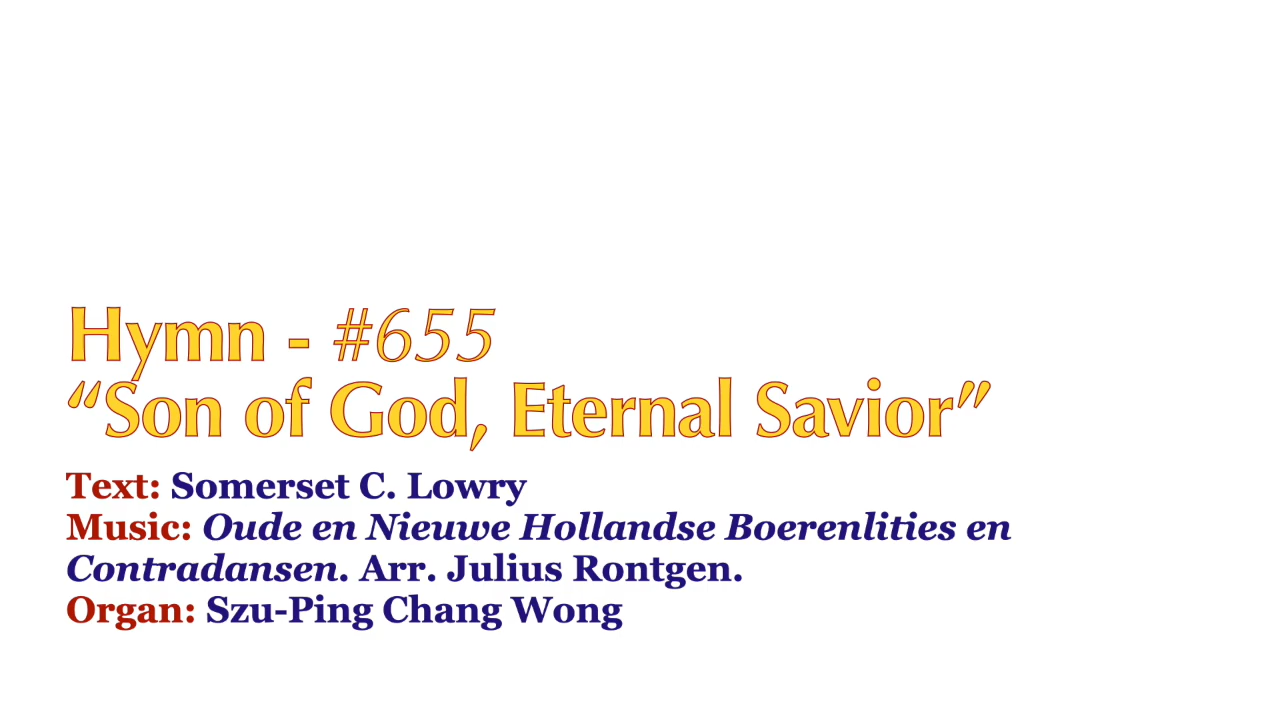 Hymn - #655
“Son of God, Eternal Savior”
Text: Somerset C. Lowry
Music: Oude en Nieuwe Hollandse Boerenlities en
Contradansen. Arr. Julius Rontgen.
Organ: Szu-Ping Chang Wong